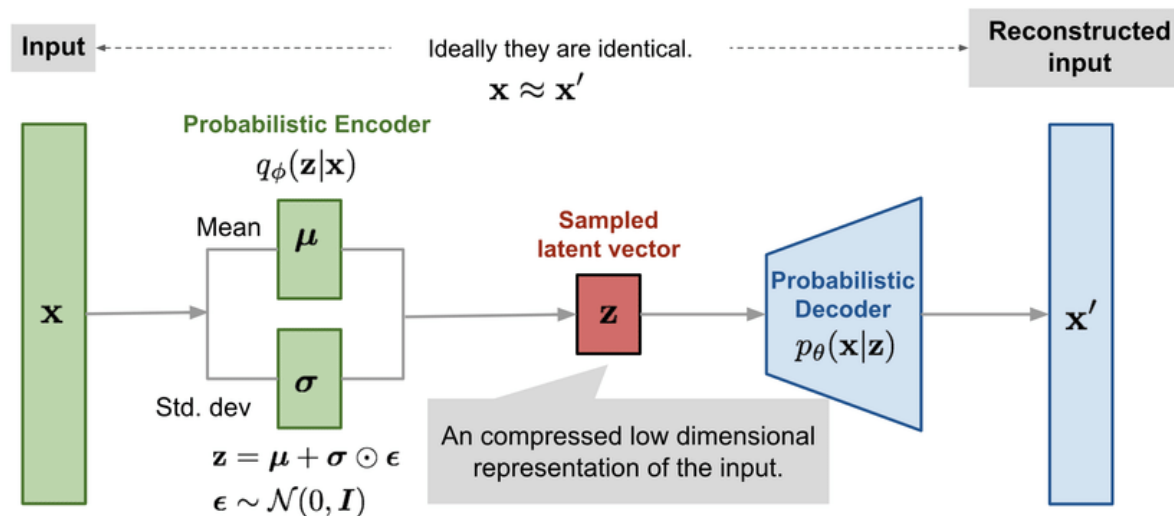 Input
Ideally they are identical.
x ≈ x′
Reconstructed
input
Probabilistic Encoder
qϕ(z|x)
Mean
μ
x
σ
Std. dev
z = μ + σ ⊙ ϵ
ϵ ∼ 𝒩(0, I)
Sampled
latent vector
z
An compressed low dimensional
representation of the input.
Probabilistic
Decoder
pθ(x|z)
x′